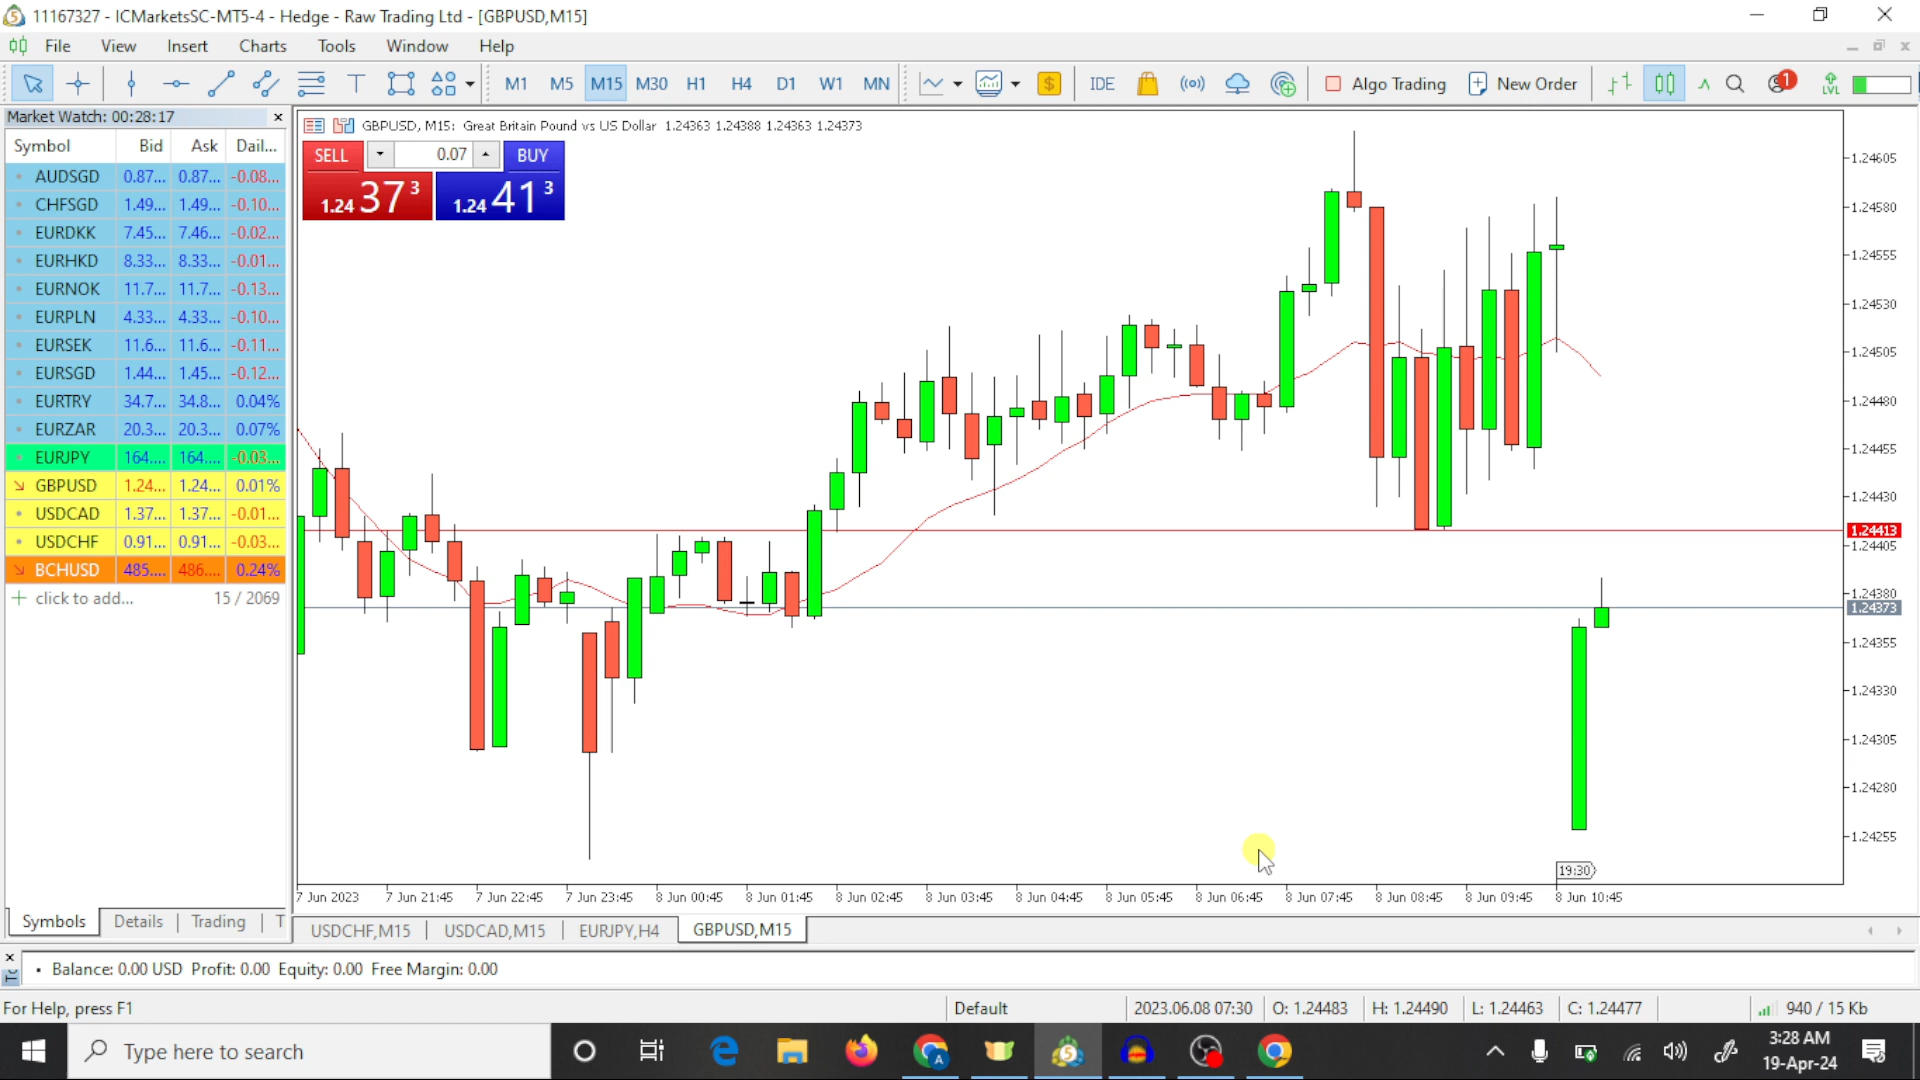 11167327 - ICMarketsSC-MT5-4 - Hedge - Raw Trading Ltd - [GBPUSD,M15]
File View Insert Charts Tools Window Help
M1 M5 M15 M30 H1 H4 D1 W1 MN IDE Algo Trading New Order 1 LVL
Market Watch: 00:28:17
Symbol Bid Ask Dail...
AUDSGD 0.87... 0.87... -0.08...
CHFSGD 1.49... 1.49... -0.10...
EURDKK 7.45... 7.46... -0.02...
EURHKD 8.33... 8.33... -0.01...
EURNOK 11.7... 11.7... -0.13...
EURPLN 4.33... 4.33... -0.10...
EURSEK 11.6... 11.6... -0.11...
EURSGD 1.44... 1.45... -0.12...
EURTRY 34.7... 34.8... 0.04%
EURZAR 20.3... 20.3... 0.07%
EURJPY 164.... 164.... -0.03...
GBPUSD 1.24... 1.24... 0.01%
USDCAD 1.37... 1.37... -0.01...
USDCHF 0.91... 0.91... -0.03...
BCHUSD 485.... 486.... 0.24%
click to add... 15 / 2069
Symbols Details Trading T
GBPUSD, M15: Great Britain Pound vs US Dollar 1.24363 1.24388 1.24363 1.24373
SELL 0.07 BUY
1.24 37 3 1.24 41 3
1.24605
1.24580
1.24555
1.24530
1.24505
1.24480
1.24455
1.24430
1.24413
1.24405
1.24380
1.24373
1.24355
1.24330
1.24305
1.24280
1.24255
19:30
7 Jun 2023 7 Jun 21:45 7 Jun 22:45 7 Jun 23:45 8 Jun 00:45 8 Jun 01:45 8 Jun 02:45 8 Jun 03:45 8 Jun 04:45 8 Jun 05:45 8 Jun 06:45 8 Jun 07:45 8 Jun 08:45 8 Jun 09:45 8 Jun 10:45
USDCHF,M15 USDCAD,M15 EURJPY,H4 GBPUSD,M15
Balance: 0.00 USD Profit: 0.00 Equity: 0.00 Free Margin: 0.00
For Help, press F1 Default 2023.06.08 07:30 O: 1.24483 H: 1.24490 L: 1.24463 C: 1.24477 940 / 15 Kb
Type here to search
3:28 AM
19-Apr-24